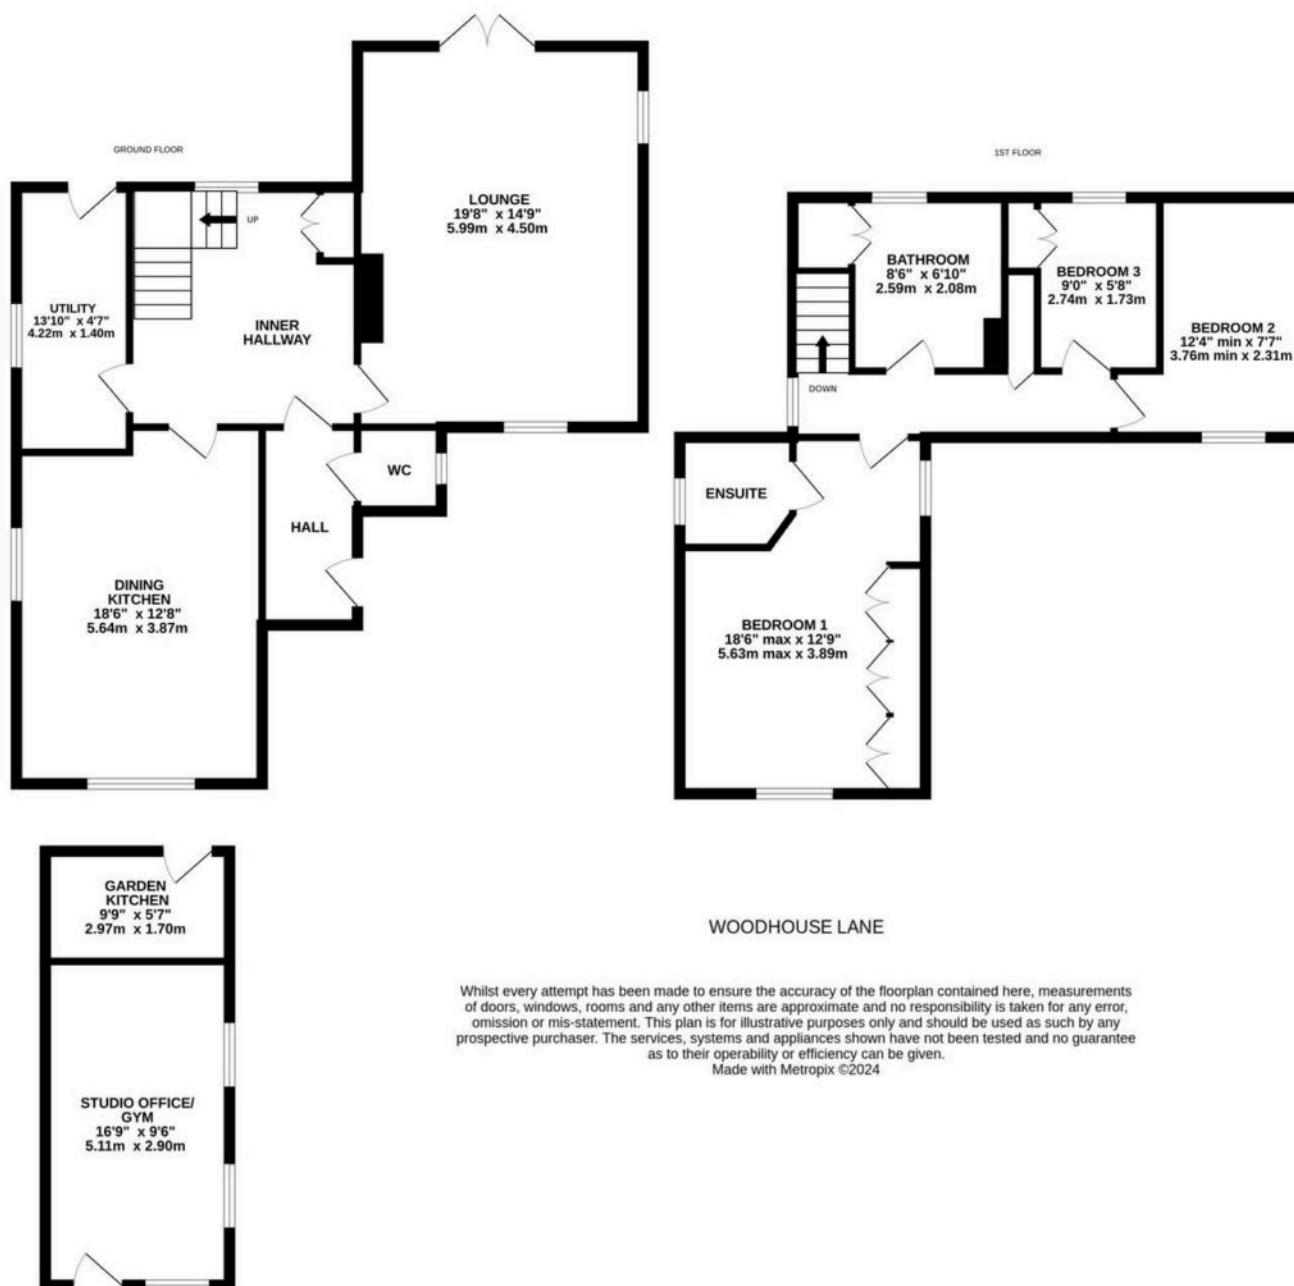 GROUND FLOOR
UP
LOUNGE
19'8" x 14'9"
5.99m x 4.50m
UTILITY
13'10" x 4'7"
4.22m x 1.40m
INNER
HALLWAY
WC
HALL
DINING
KITCHEN
18'6" x 12'8"
5.64m x 3.87m
1ST FLOOR
BATHROOM
8'6" x 6'10"
2.59m x 2.08m
BEDROOM 3
9'0" x 5'8"
2.74m x 1.73m
BEDROOM 2
12'4" min x 7'7"
3.76m min x 2.31m
DOWN
ENSUITE
BEDROOM 1
18'6" max x 12'9"
5.63m max x 3.89m
GARDEN
KITCHEN
9'9" x 5'7"
2.97m x 1.70m
STUDIO OFFICE/
GYM
16'9" x 9'6"
5.11m x 2.90m
WOODHOUSE LANE
Whilst every attempt has been made to ensure the accuracy of the floorplan contained here, measurements
of doors, windows, rooms and any other items are approximate and no responsibility is taken for any error,
omission or mis-statement. This plan is for illustrative purposes only and should be used as such by any
prospective purchaser. The services, systems and appliances shown have not been tested and no guarantee
as to their operability or efficiency can be given.
Made with Metropix ©2024